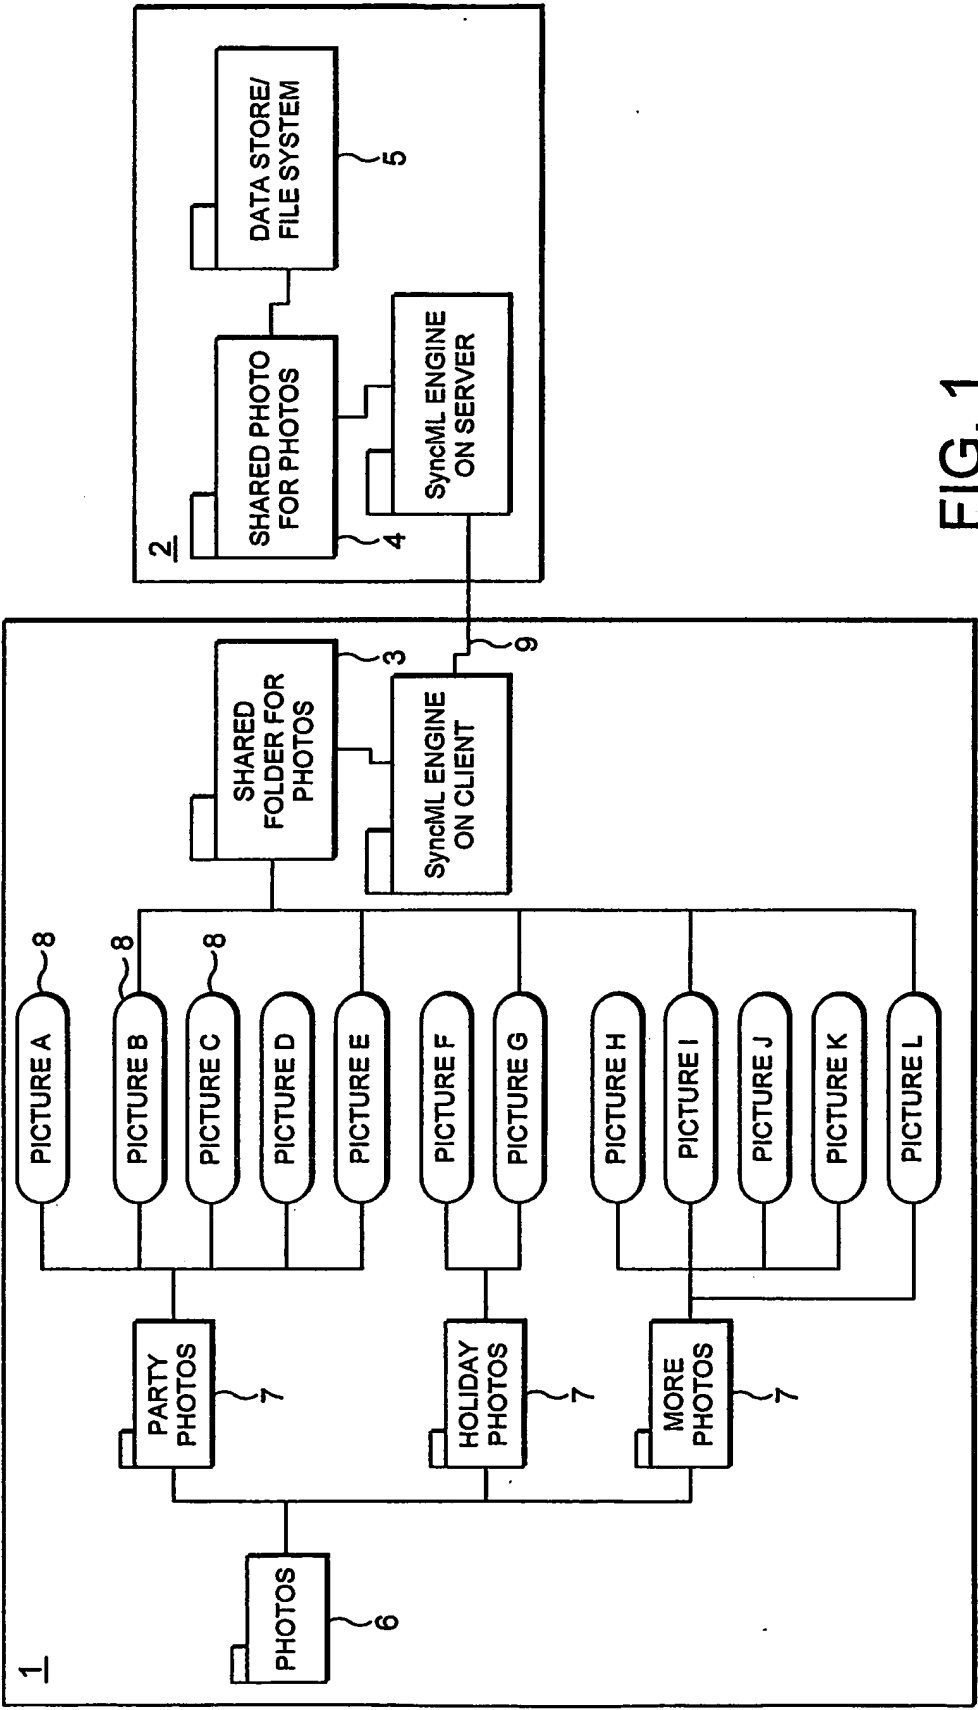 1
PHOTOS
6
PARTY
PHOTOS
7
HOLIDAY
PHOTOS
7
MORE
PHOTOS
7
PICTURE A
8
PICTURE B
8
PICTURE C
8
PICTURE D
PICTURE E
PICTURE F
PICTURE G
PICTURE H
PICTURE I
PICTURE J
PICTURE K
PICTURE L
SHARED
FOLDER FOR
PHOTOS
3
SyncML ENGINE
ON CLIENT
9
2
SHARED PHOTO
FOR PHOTOS
4
SyncML ENGINE
ON SERVER
DATA STORE/
FILE SYSTEM
5
FIG. 1